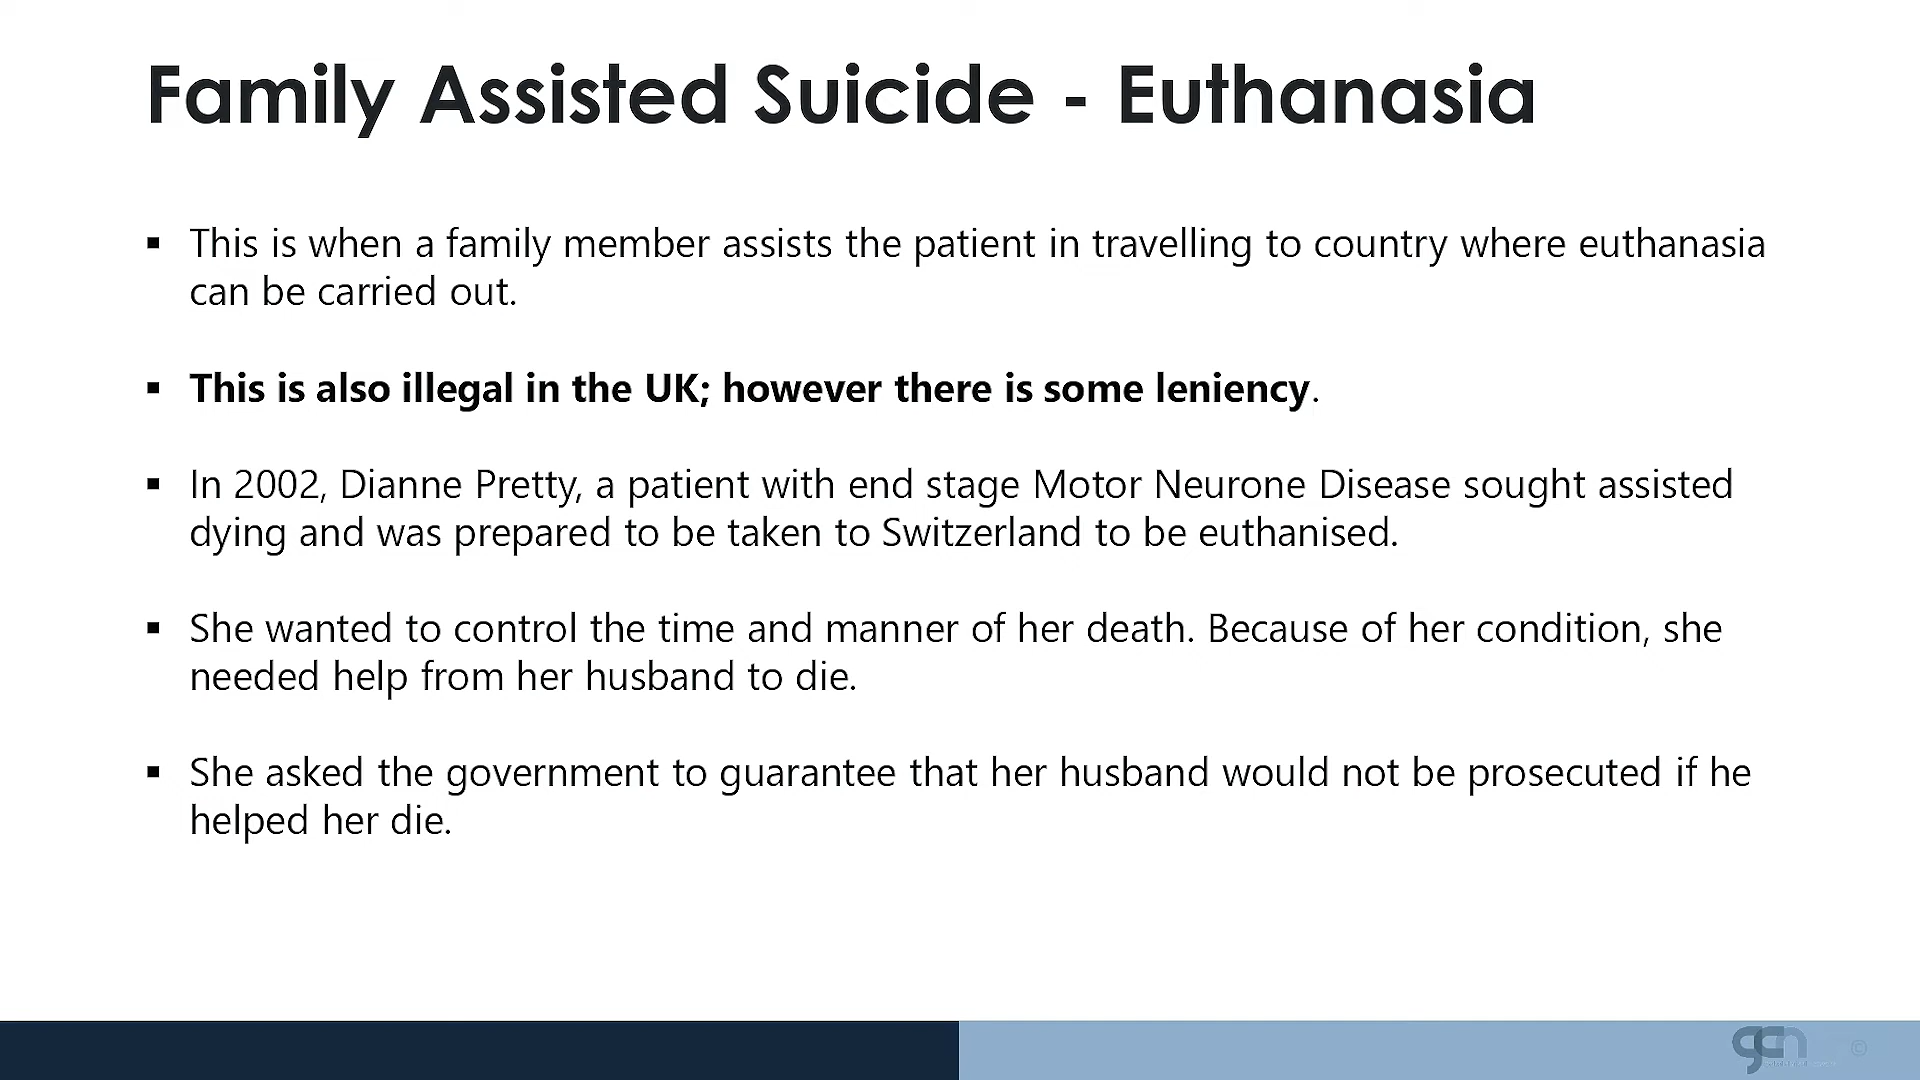 Family Assisted Suicide - Euthanasia
▪ This is when a family member assists the patient in travelling to country where euthanasia
can be carried out.
▪ This is also illegal in the UK; however there is some leniency.
▪ In 2002, Dianne Pretty, a patient with end stage Motor Neurone Disease sought assisted
dying and was prepared to be taken to Switzerland to be euthanised.
▪ She wanted to control the time and manner of her death. Because of her condition, she
needed help from her husband to die.
▪ She asked the government to guarantee that her husband would not be prosecuted if he
helped her die.
©